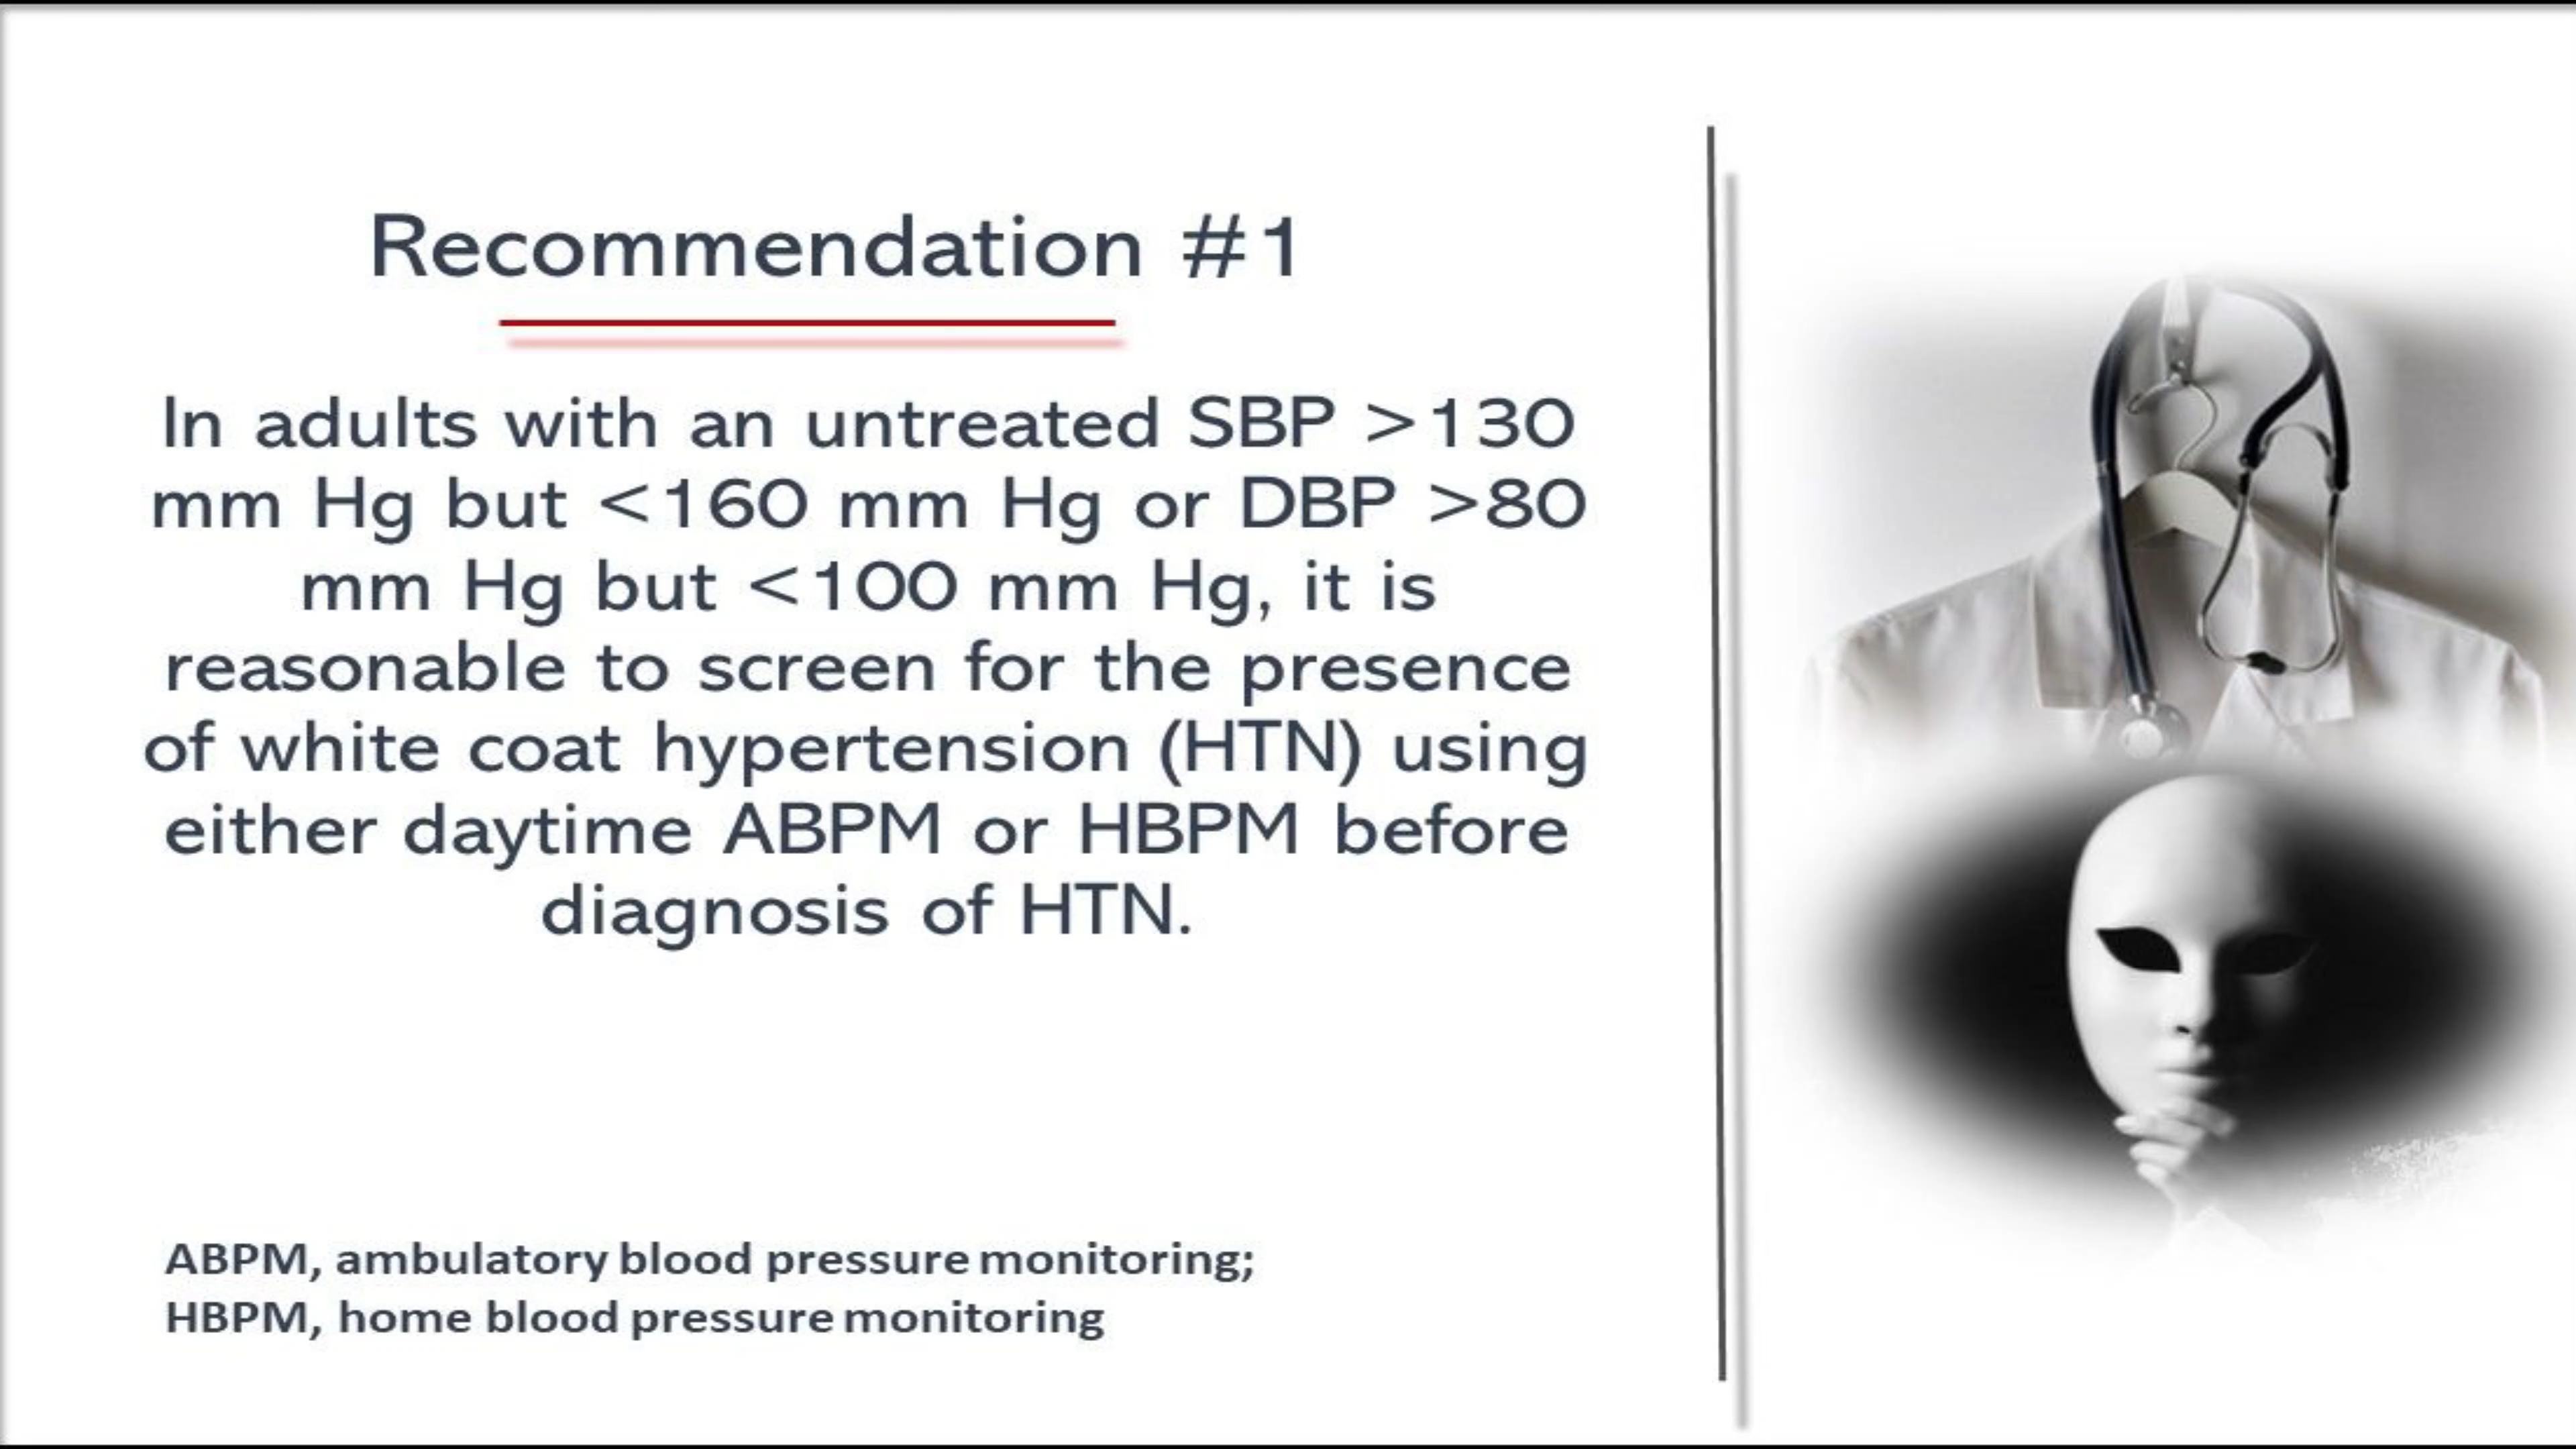 Recommendation #1
In adults with an untreated SBP >130
mm Hg but <160 mm Hg or DBP >80
mm Hg but <100 mm Hg, it is
reasonable to screen for the presence
of white coat hypertension (HTN) using
either daytime ABPM or HBPM before
diagnosis of HTN.
ABPM, ambulatory blood pressure monitoring;
HBPM, home blood pressure monitoring